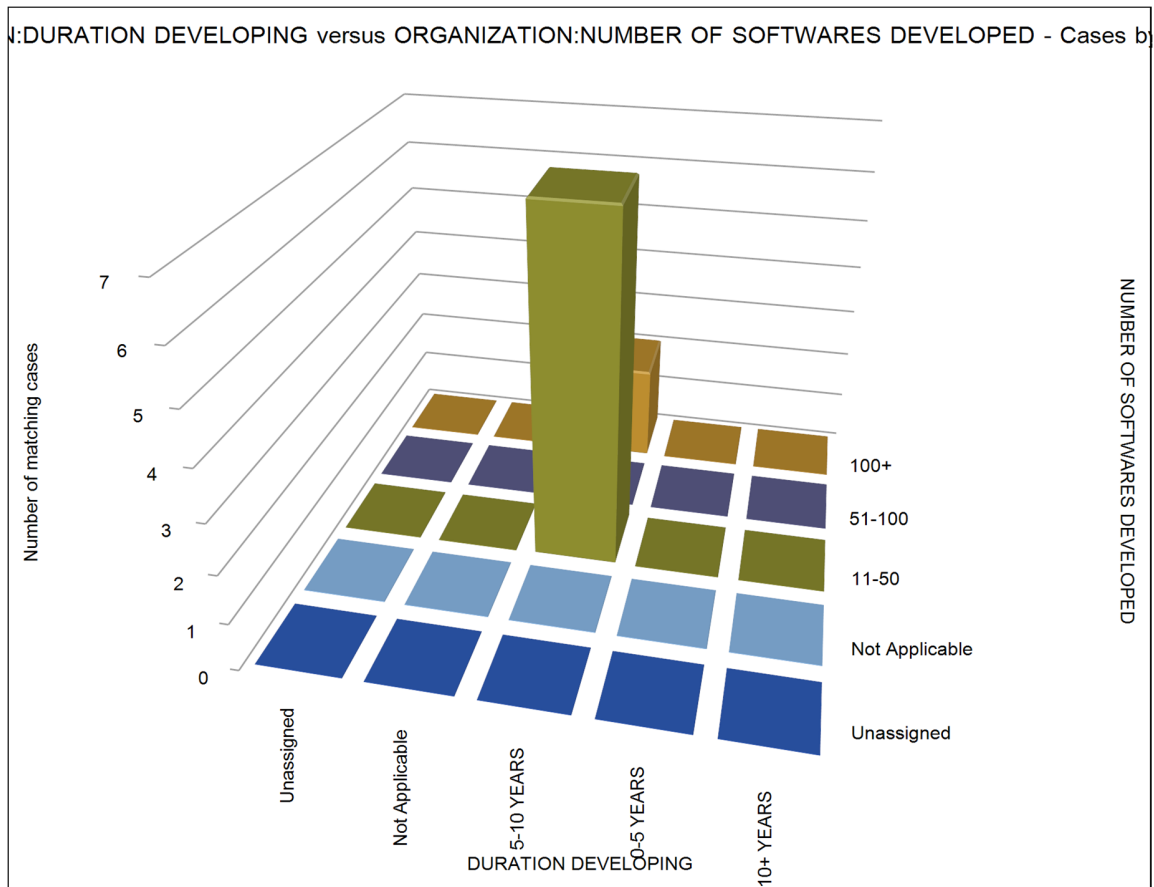 N:DURATION DEVELOPING versus ORGANIZATION:NUMBER OF SOFTWARES DEVELOPED - Cases by
7
6
5
4
3
2
1
0
Number of matching cases
NUMBER OF SOFTWARES DEVELOPED
100+
51-100
11-50
Not Applicable
Unassigned
Unassigned
Not Applicable
5-10 YEARS
0-5 YEARS
10+ YEARS
DURATION DEVELOPING